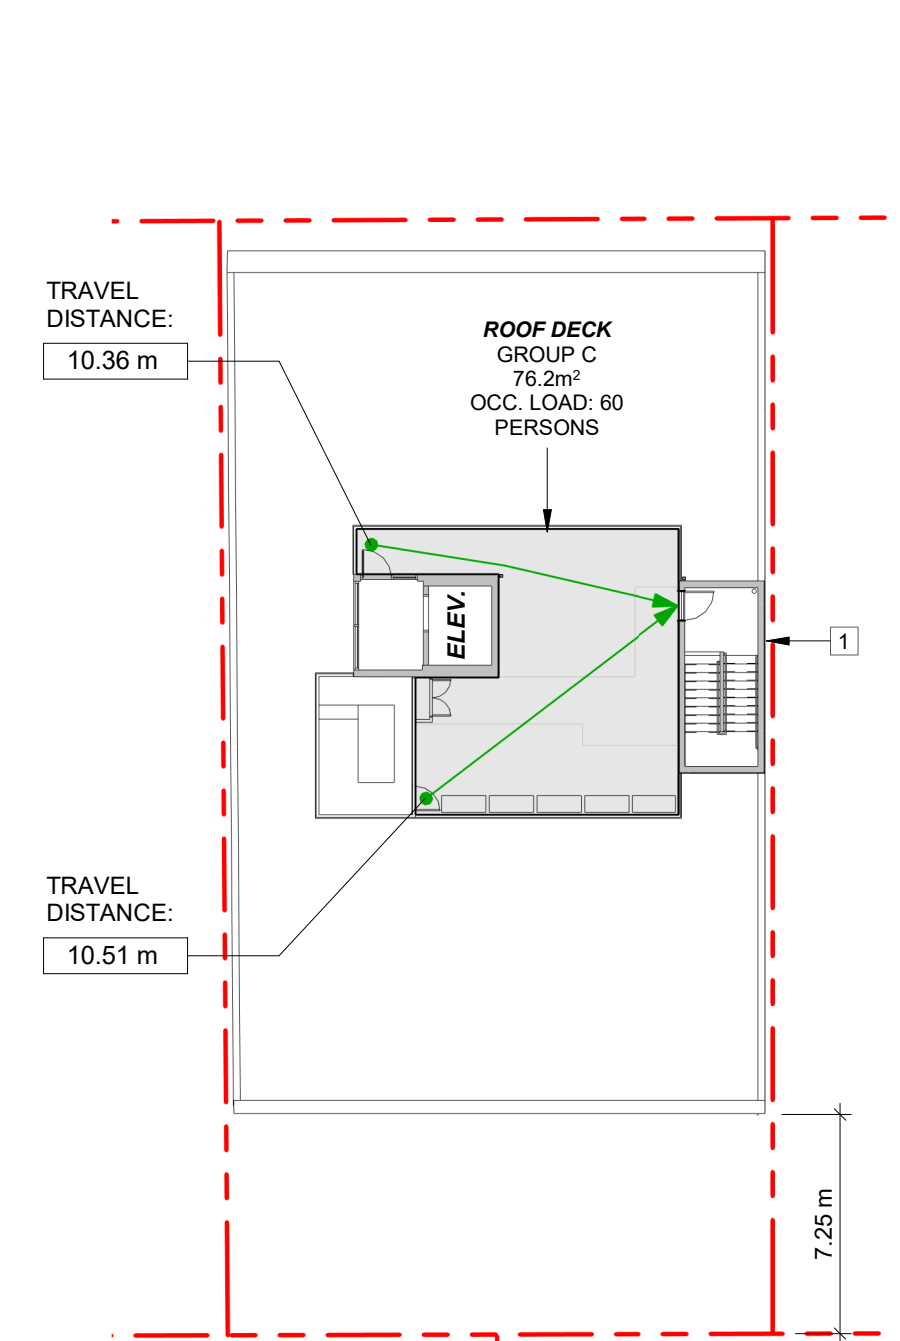 TRAVEL
DISTANCE:
10.36 m
ROOF DECK
GROUP C
76.2m²
OCC. LOAD: 60
PERSONS
ELEV.
1
TRAVEL
DISTANCE:
10.51 m
7.25 m